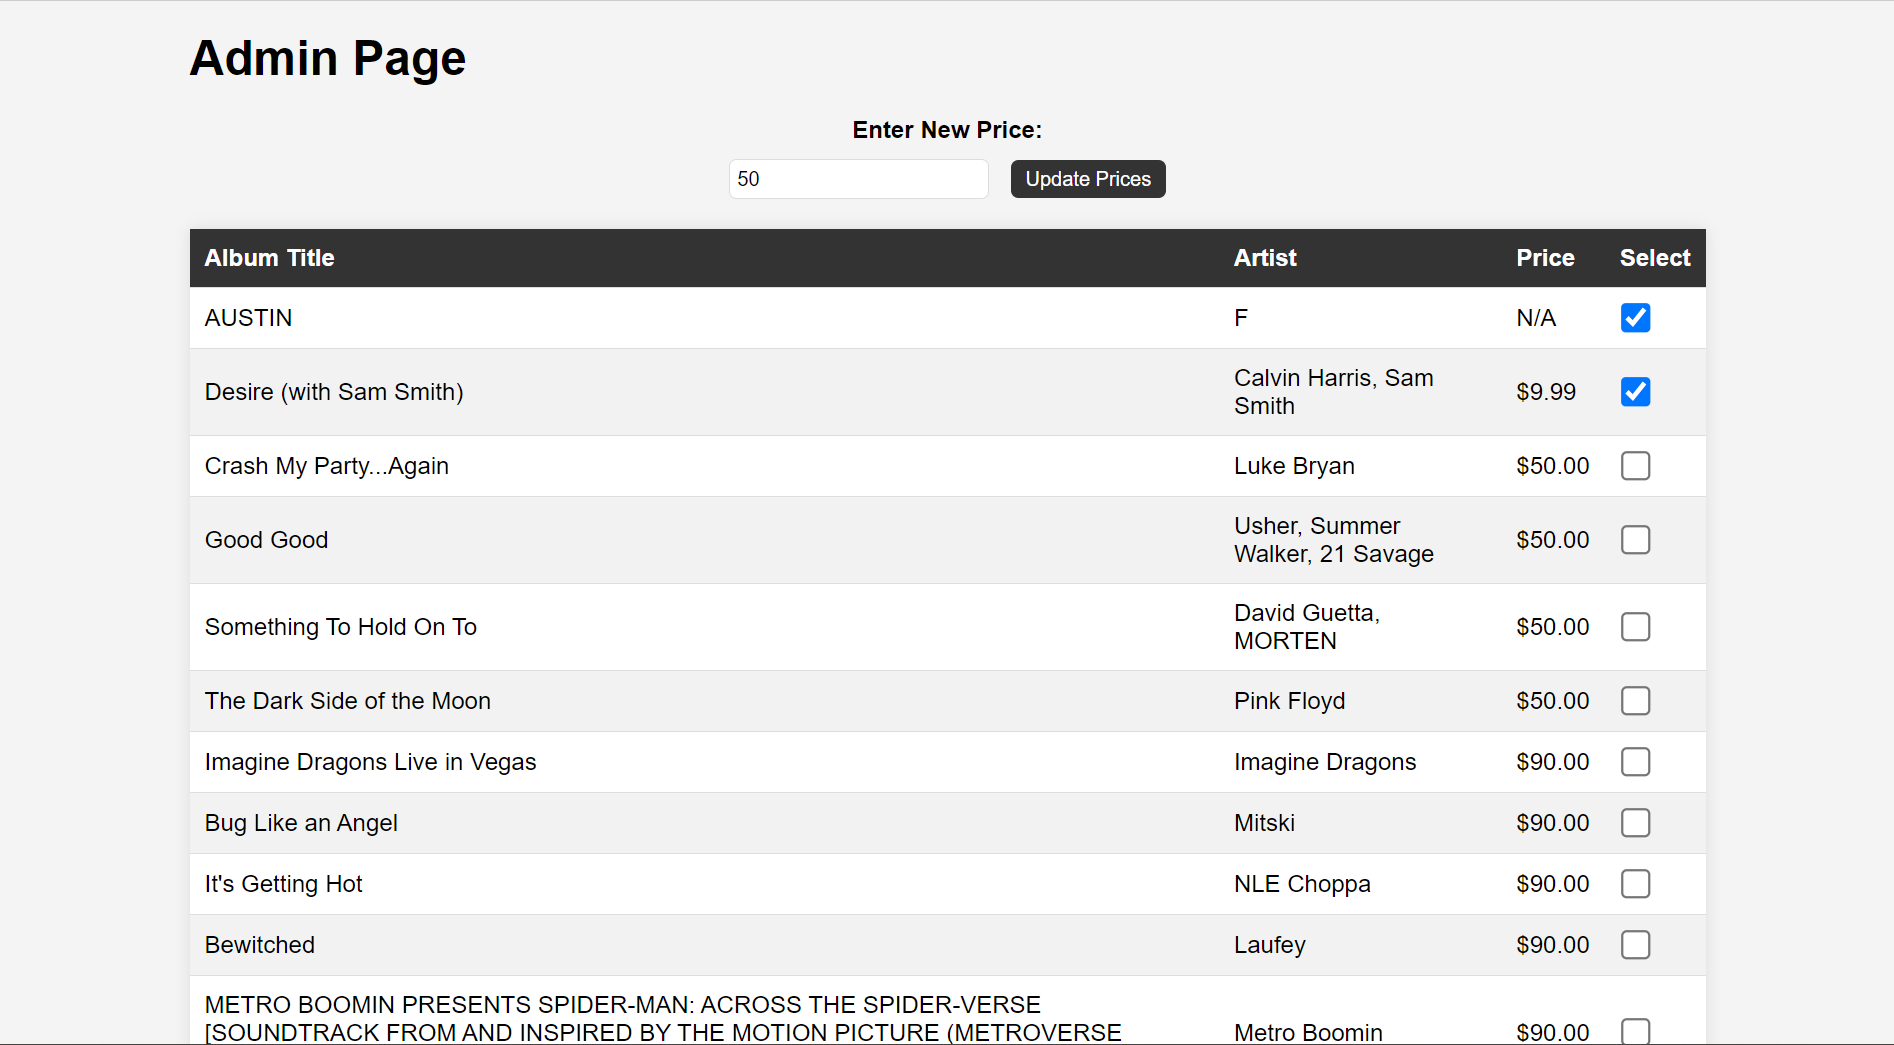 Admin Page
Enter New Price:
50 Update Prices
Album Title Artist Price Select
AUSTIN F N/A
Desire (with Sam Smith) Calvin Harris, Sam
Smith $9.99
Crash My Party...Again Luke Bryan $50.00
Good Good Usher, Summer
Walker, 21 Savage $50.00
Something To Hold On To David Guetta,
MORTEN $50.00
The Dark Side of the Moon Pink Floyd $50.00
Imagine Dragons Live in Vegas Imagine Dragons $90.00
Bug Like an Angel Mitski $90.00
It's Getting Hot NLE Choppa $90.00
Bewitched Laufey $90.00
METRO BOOMIN PRESENTS SPIDER-MAN: ACROSS THE SPIDER-VERSE
[SOUNDTRACK FROM AND INSPIRED BY THE MOTION PICTURE (METROVERSE Metro Boomin $90.00